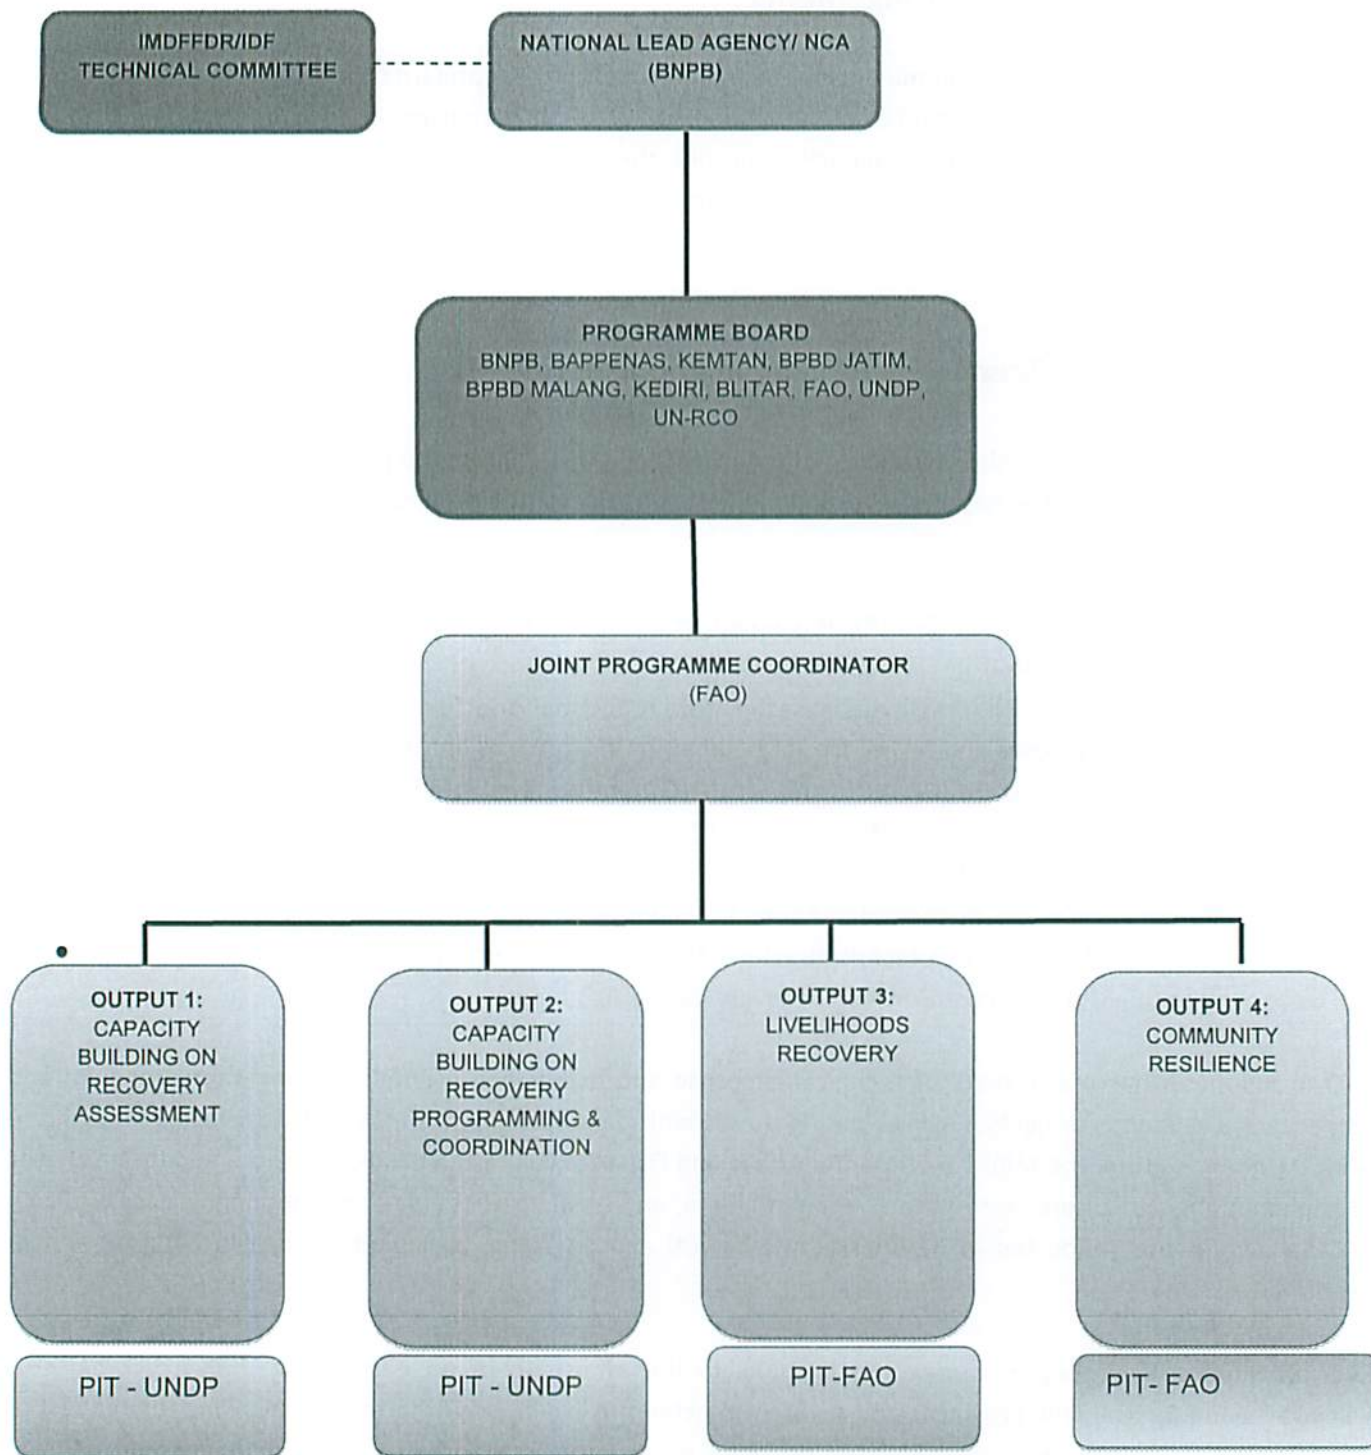 IMDFFDR/IDF
TECHNICAL COMMITTEE
NATIONAL LEAD AGENCY/ NCA
(BNPB)
PROGRAMME BOARD
BNPB, BAPPENAS, KEMTAN, BPBD JATIM,
BPBD MALANG, KEDIRI, BLITAR, FAO, UNDP,
UN-RCO
JOINT PROGRAMME COORDINATOR
(FAO)
OUTPUT 1:
CAPACITY
BUILDING ON
RECOVERY
ASSESSMENT
OUTPUT 2:
CAPACITY
BUILDING ON
RECOVERY
PROGRAMMING &
COORDINATION
OUTPUT 3:
LIVELIHOODS
RECOVERY
OUTPUT 4:
COMMUNITY
RESILIENCE
PIT - UNDP
PIT - UNDP
PIT-FAO
PIT- FAO